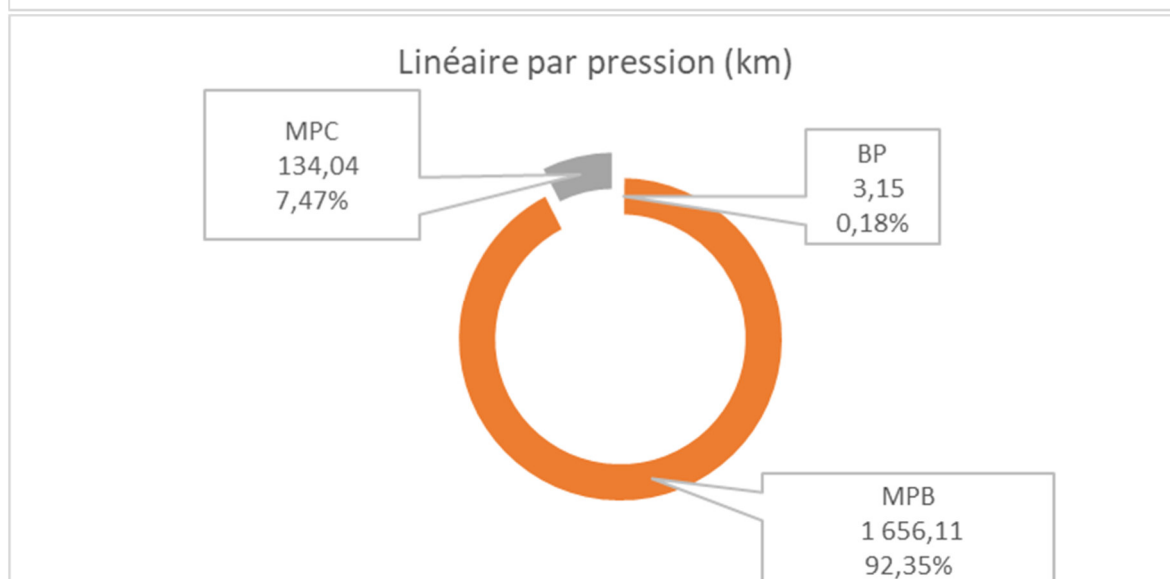 Linéaire par pression (km)
MPC
134,04
7,47%
BP
3,15
0,18%
MPB
1 656,11
92,35%